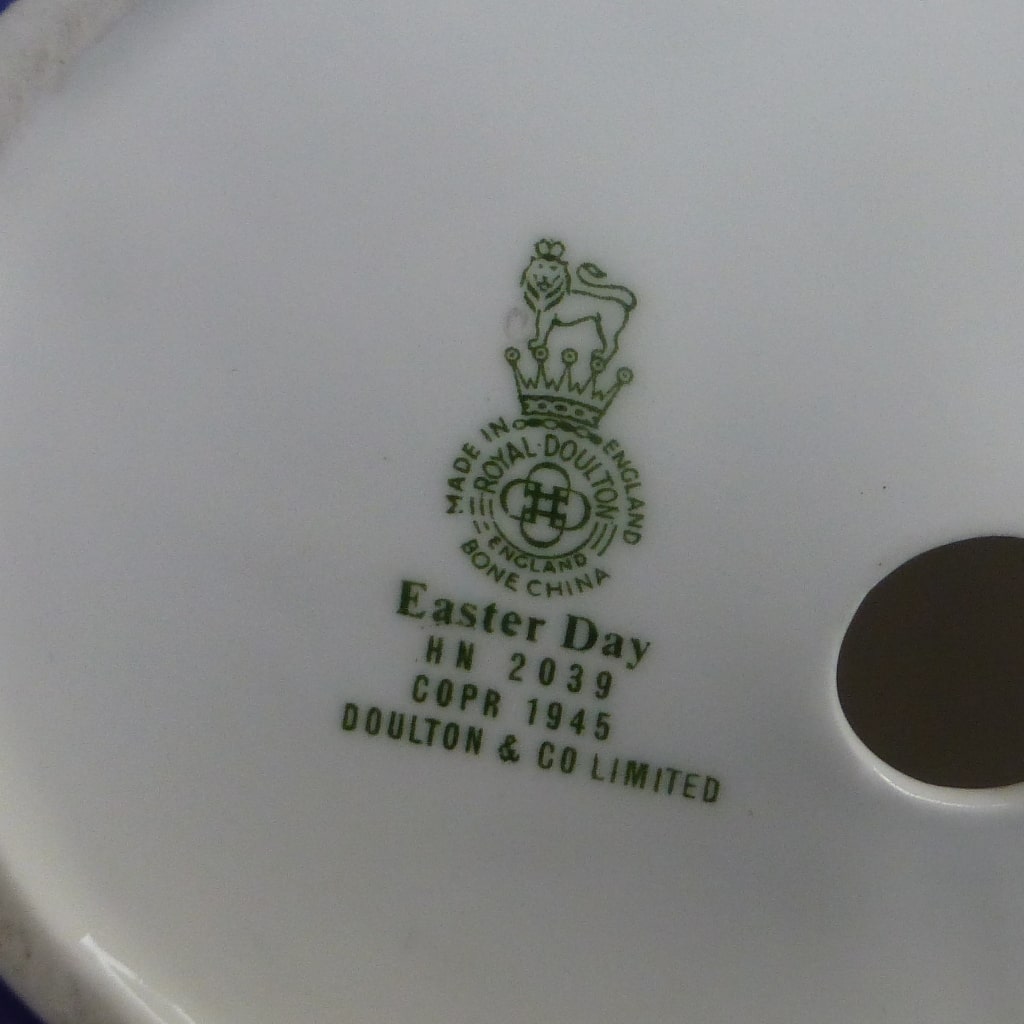 MADE IN ENGLAND
ROYAL·DOULTON
ENGLAND
BONE CHINA
Easter Day
HN 2039
COPR 1945
DOULTON & CO LIMITED